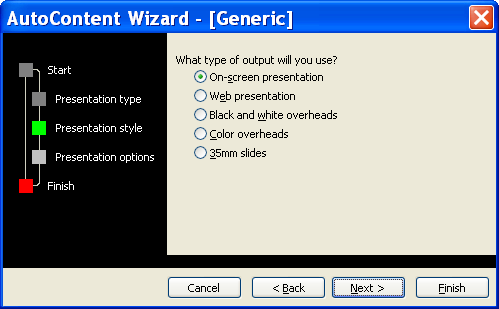 AutoContent Wizard - [Generic]
Start
Presentation type
Presentation style
Presentation options
Finish
What type of output will you use?
On-screen presentation
Web presentation
Black and white overheads
Color overheads
35mm slides
Cancel
< Back
Next >
Finish